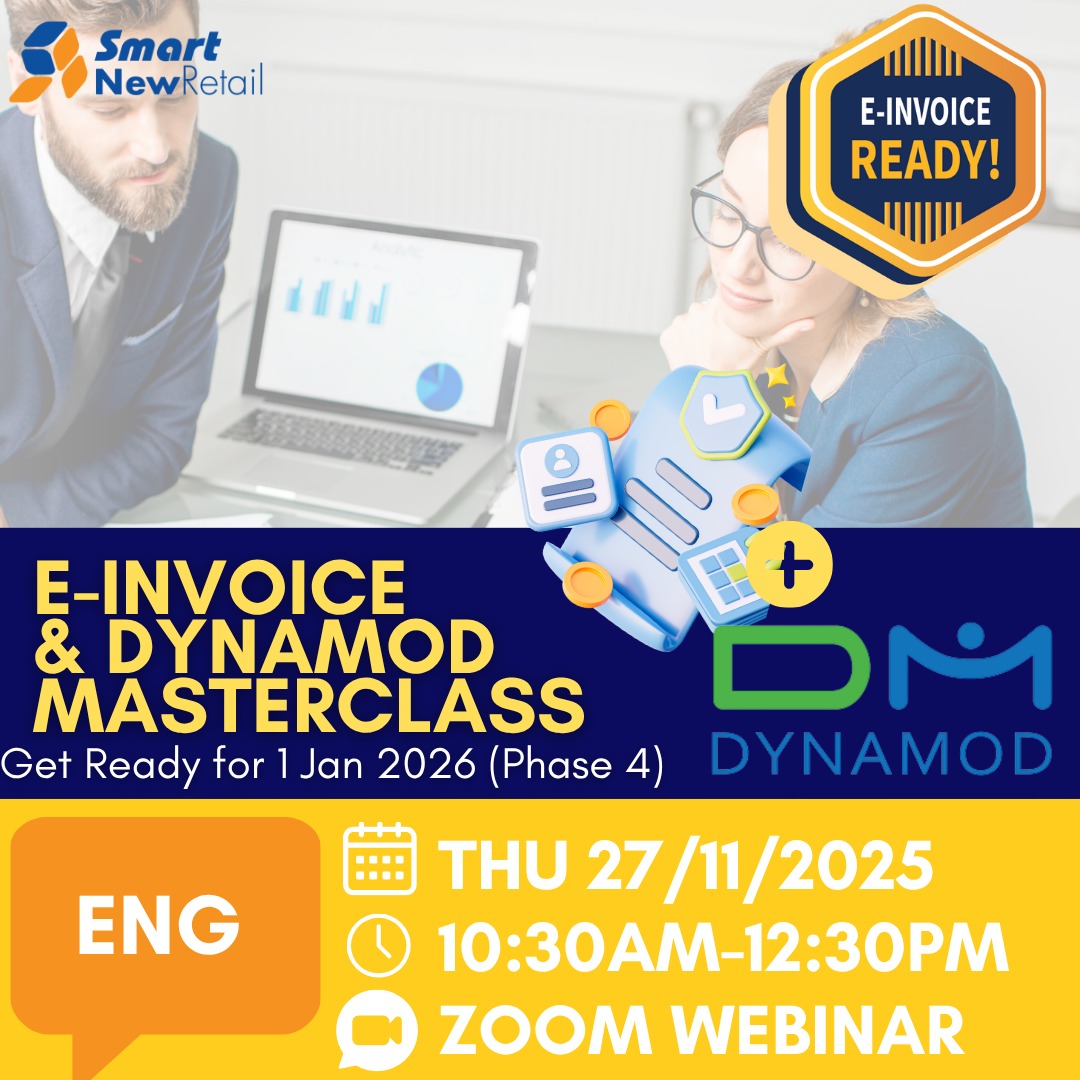 Smart
NewRetail
E-INVOICE
READY!
E-INVOICE
& DYNAMOD
MASTERCLASS
Get Ready for 1 Jan 2026 (Phase 4)
DM
DYNAMOD
ENG
THU 27/11/2025
10:30AM-12:30PM
ZOOM WEBINAR